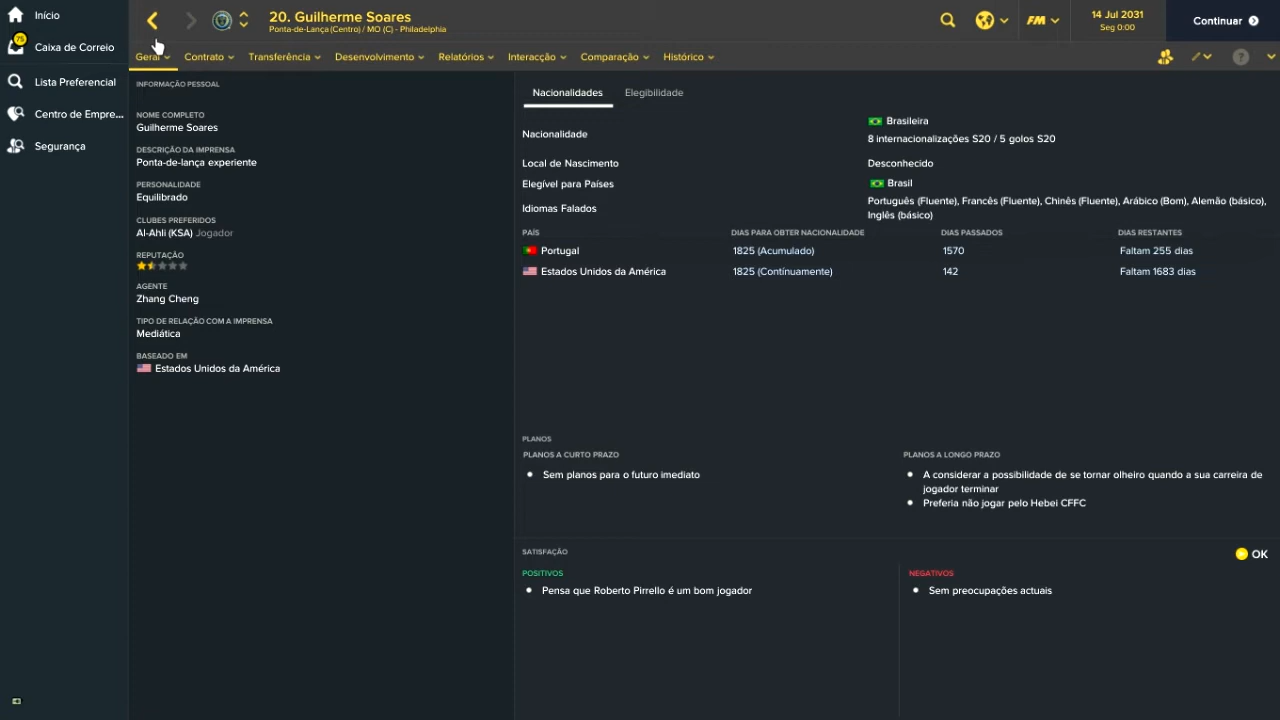 Início
75
Caixa de Correio
Lista Preferencial
Centro de Empre...
Segurança
20. Guilherme Soares
Ponta-de-Lança (Centro) / MO (C) - Philadelphia
FM
14 Jul 2031
Seg 0:00
Continuar
Geral
Contrato
Transferência
Desenvolvimento
Relatórios
Interacção
Comparação
Histórico
?
INFORMAÇÃO PESSOAL
NOME COMPLETO
Guilherme Soares
DESCRIÇÃO DA IMPRENSA
Ponta-de-lança experiente
PERSONALIDADE
Equilibrado
CLUBES PREFERIDOS
Al-Ahli (KSA) Jogador
REPUTAÇÃO
AGENTE
Zhang Cheng
TIPO DE RELAÇÃO COM A IMPRENSA
Mediática
BASEADO EM
Estados Unidos da América
Nacionalidades
Elegibilidade
Nacionalidade
Brasileira
8 internacionalizações S20 / 5 golos S20
Local de Nascimento
Desconhecido
Elegível para Países
Brasil
Idiomas Falados
Português (Fluente), Francês (Fluente), Chinês (Fluente), Arábico (Bom), Alemão (básico),
Inglês (básico)
PAÍS DIAS PARA OBTER NACIONALIDADE DIAS PASSADOS DIAS RESTANTES
Portugal 1825 (Acumulado) 1570 Faltam 255 dias
Estados Unidos da América 1825 (Contínuamente) 142 Faltam 1683 dias
PLANOS
PLANOS A CURTO PRAZO
Sem planos para o futuro imediato
PLANOS A LONGO PRAZO
A considerar a possibilidade de se tornar olheiro quando a sua carreira de
jogador terminar
Preferia não jogar pelo Hebei CFFC
SATISFAÇÃO
OK
POSITIVOS
Pensa que Roberto Pirrello é um bom jogador
NEGATIVOS
Sem preocupações actuais